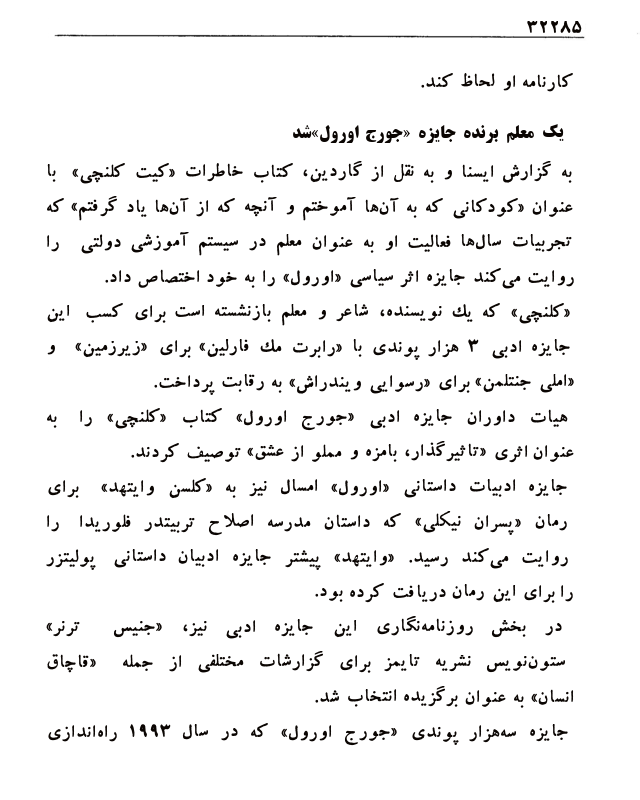 ۳۲۲۸۵
کارنامه او لحاظ کند.
یک معلم برنده جایزه «جورج اورول»شد
به گزارش ایسنا و به نقل از گاردین، کتاب خاطرات «کیت کلنچی» با
عنوان «کودکانی که به آن‌ها آموختم و آنچه که از آن‌ها یاد گرفتم» که
تجربیات سال‌ها فعالیت او به عنوان معلم در سیستم آموزشی دولتی را
روایت می‌کند جایزه اثر سیاسی «اورول» را به خود اختصاص داد.
«کلنچی» که یك نویسنده، شاعر و معلم بازنشسته است برای کسب این
جایزه ادبی ۳ هزار پوندی با «رابرت مك فارلین» برای «زیرزمین» و
«املی جنتلمن» برای «رسوایی ویندراش» به رقابت پرداخت.
هیات داوران جایزه ادبی «جورج اورول» کتاب «کلنچی» را به
عنوان اثری «تاثیرگذار، بامزه و مملو از عشق» توصیف کردند.
جایزه ادبیات داستانی «اورول» امسال نیز به «کلسن وایتهد» برای
رمان «پسران نیکلی» که داستان مدرسه اصلاح تربیتدر فلوریدا را
روایت می‌کند رسید. «وایتهد» پیشتر جایزه ادبیان داستانی پولیتزر
را برای این رمان دریافت کرده بود.
در بخش روزنامه‌نگاری این جایزه ادبی نیز، «جنیس ترنر»
ستون‌نویس نشریه تایمز برای گزارشات مختلفی از جمله «قاچاق
انسان» به عنوان برگزیده انتخاب شد.
جایزه سه‌هزار پوندی «جورج اورول» که در سال ۱۹۹۳ راه‌اندازی